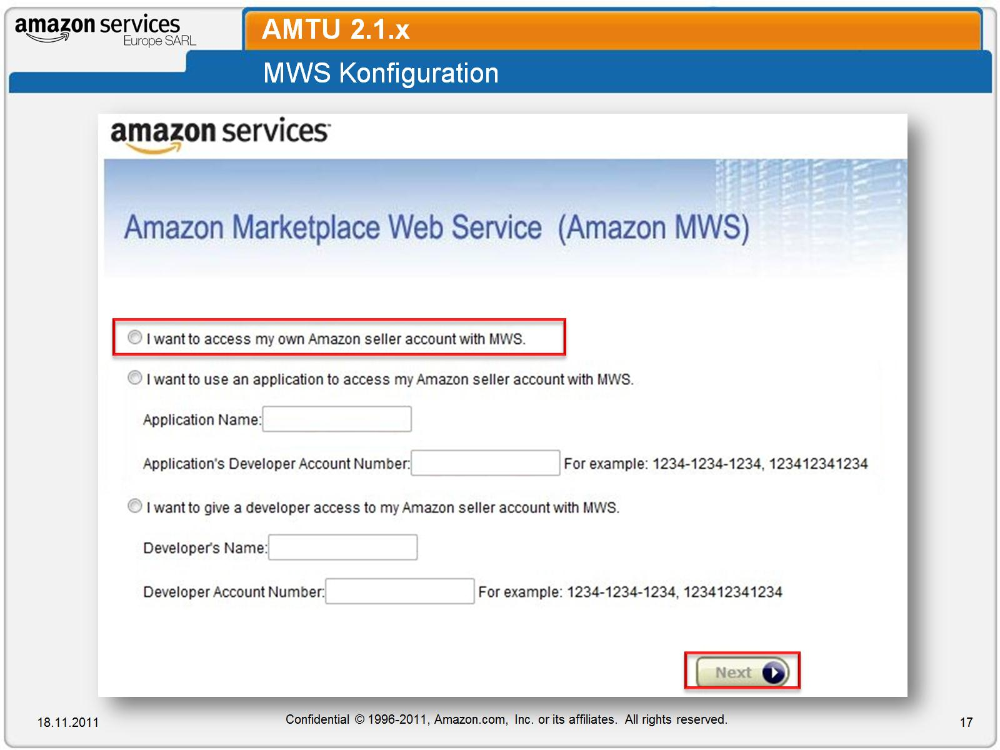 amazon services
Europe SARL
AMTU 2.1.x
MWS Konfiguration
amazon services
Amazon Marketplace Web Service (Amazon MWS)
I want to access my own Amazon seller account with MWS.
I want to use an application to access my Amazon seller account with MWS.
Application Name:
Application's Developer Account Number: For example: 1234-1234-1234, 123412341234
I want to give a developer access to my Amazon seller account with MWS.
Developer's Name:
Developer Account Number: For example: 1234-1234-1234, 123412341234
Next
18.11.2011 Confidential © 1996-2011, Amazon.com, Inc. or its affiliates. All rights reserved. 17